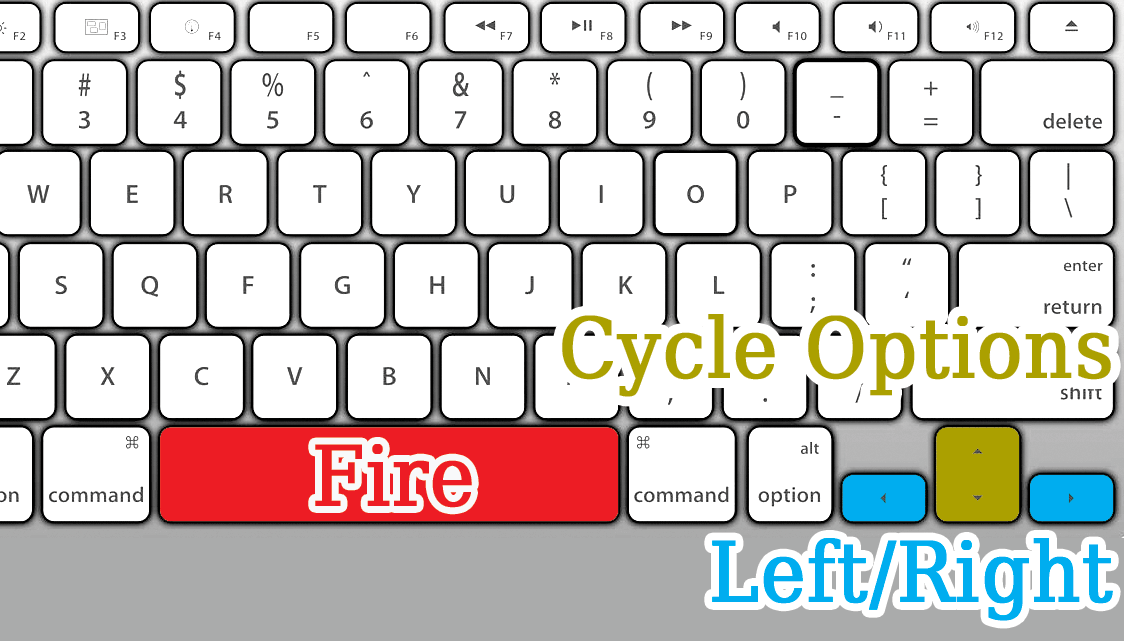 F2 F3 F4 F5 F6 ◀◀ F7 ▶II F8 ▶▶ F9 F10 F11 F12
# $ % ˆ & * ( ) _ +
3 4 5 6 7 8 9 0 - = delete
W E R T Y U I O P { } |
[ ] \
S Q F G H J K L : “ enter
; ‘ return
Cycle Options
Z X C V B N , . / shift
⌘ ⌘ alt
on command Fire command option
Left/Right